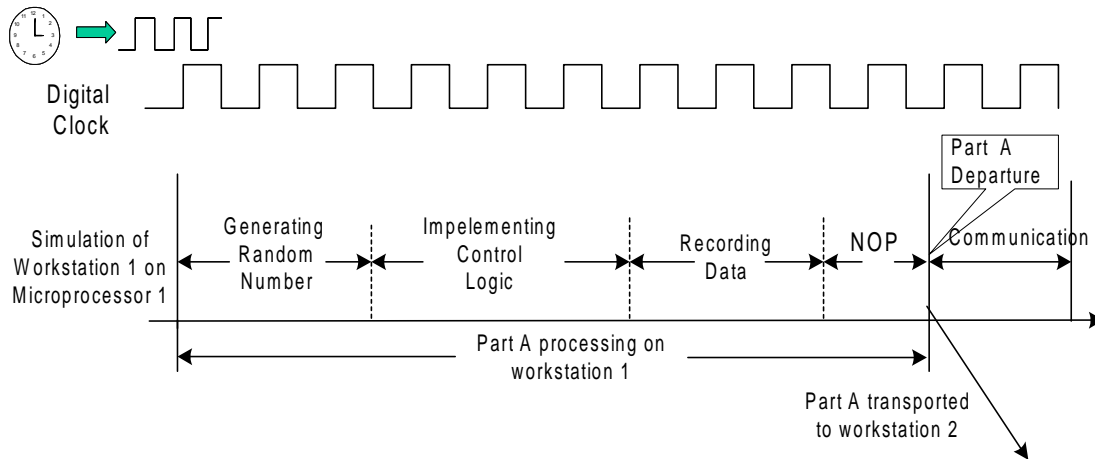 Digital
Clock
Part A
Departure
Simulation of
Workstation 1 on
Microprocessor 1
Generating
Random
Number
Impelementing
Control
Logic
Recording
Data
NOP
Communication
Part A processing on
workstation 1
Part A transported
to workstation 2